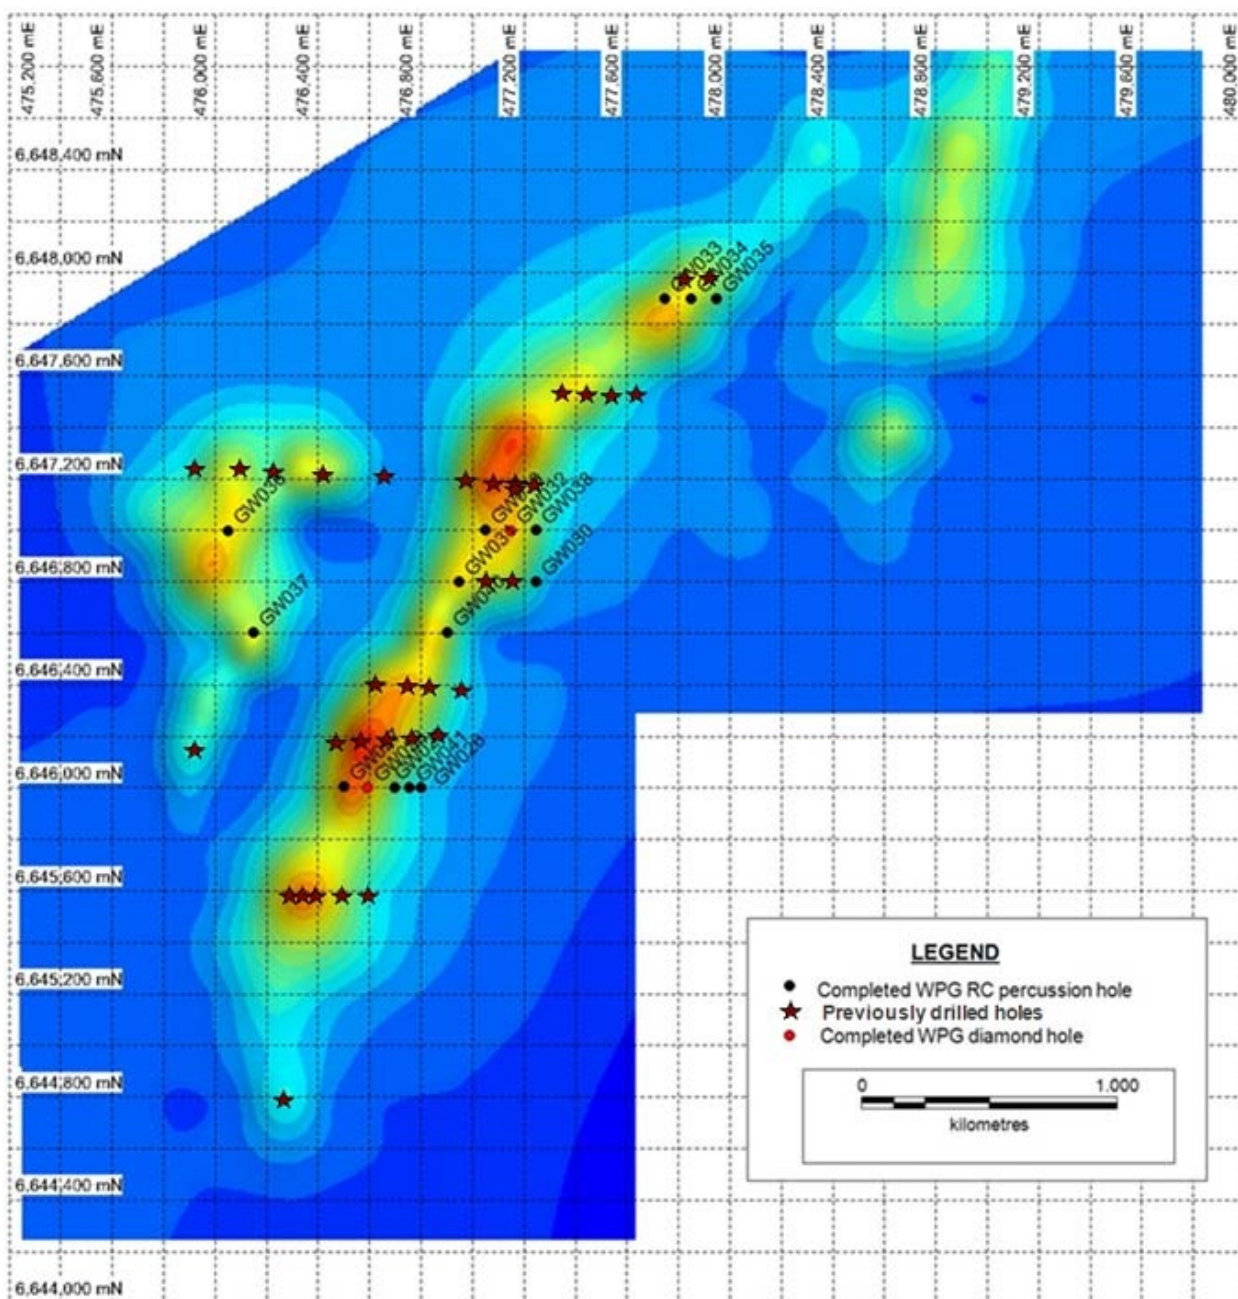 475,200 mE
475,600 mE
476,000 mE
476,400 mE
476,800 mE
477,200 mE
477,600 mE
478,000 mE
478,400 mE
478,800 mE
479,200 mE
479,600 mE
480,000 mE
6,648,400 mN
6,648,000 mN
GW033
GW034
GW035
6,647,600 mN
6,647,200 mN
GW036
GW032
GW038
GW030
6,646,800 mN
GW037
GW040
6,646,400 mN
GW041
6,646,000 mN
6,645,600 mN
6,645,200 mN
6,644,800 mN
6,644,400 mN
6,644,000 mN
LEGEND
Completed WPG RC percussion hole
Previously drilled holes
Completed WPG diamond hole
0 1.000
kilometres